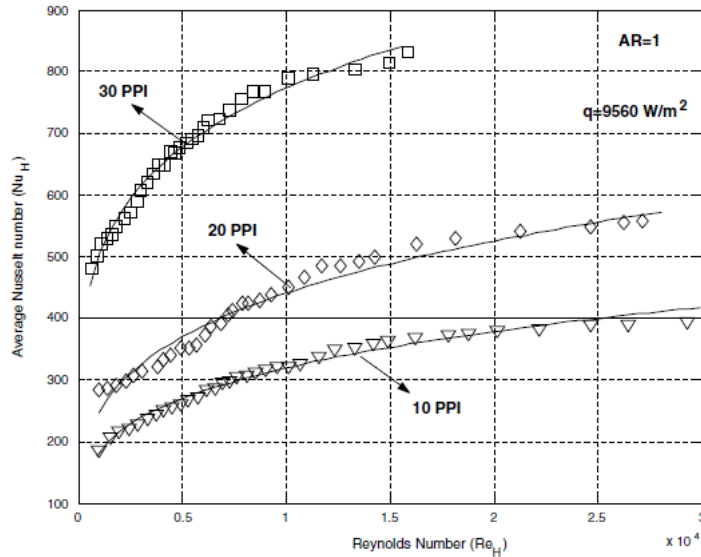 900
AR=1
800
30 PPI
q=9560 W/m²
700
600
Average Nusselt number (Nu_H)
500
20 PPI
400
300
10 PPI
200
100
0 0.5 1 1.5 2 2.5 3
Reynolds Number (Re_H)
x 10⁴